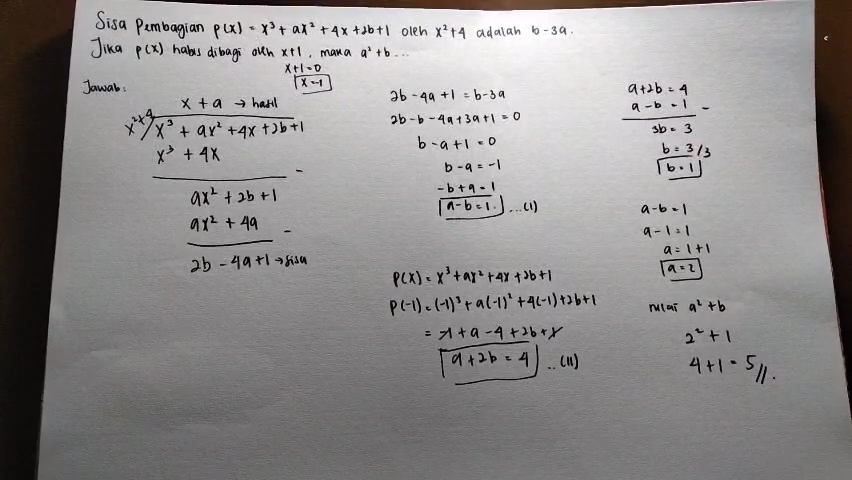 Sisa pembagian p(x) = x³ + ax² + 4x + 2b + 1 oleh x² + 4 adalah b - 3a.
Jika p(x) habis dibagi oleh x+1, maka a² + b ...
x+1 = 0
x = -1
Jawab:
x + a → hasil
x²+4 / x³ + ax² + 4x + 2b + 1
x³ + 4x
-
ax² + 2b + 1
ax² + 4a
-
2b - 4a + 1 → sisa
2b - 4a + 1 = b - 3a
2b - b - 4a + 3a + 1 = 0
b - a + 1 = 0
b - a = -1
-b + a = 1
a - b = 1 ...(I)
p(x) = x³ + ax² + 4x + 2b + 1
p(-1) = (-1)³ + a(-1)² + 4(-1) + 2b + 1
= -1 + a - 4 + 2b + 1
a + 2b = 4 ...(II)
a + 2b = 4
a - b = 1 -
3b = 3
b = 3/3
b = 1
a - b = 1
a - 1 = 1
a = 1 + 1
a = 2
nilai a² + b
2² + 1
4 + 1 = 5 //.